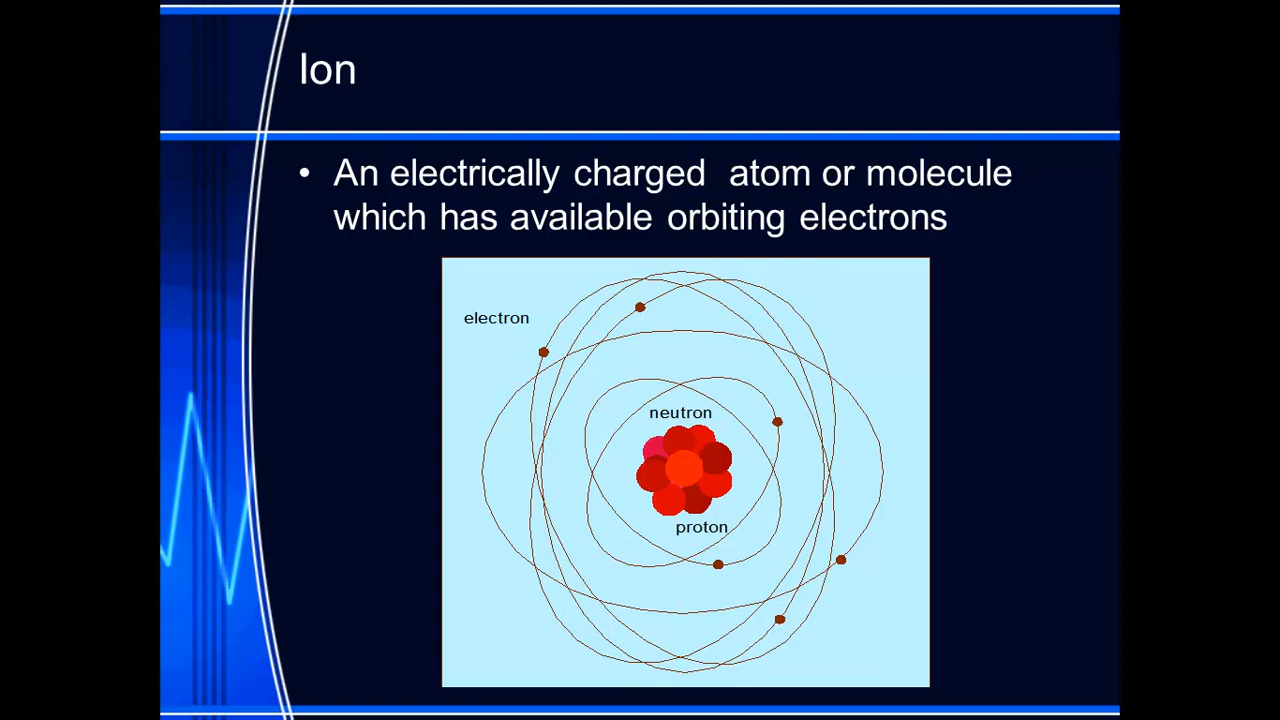 Ion
• An electrically charged atom or molecule
which has available orbiting electrons
electron
neutron
proton